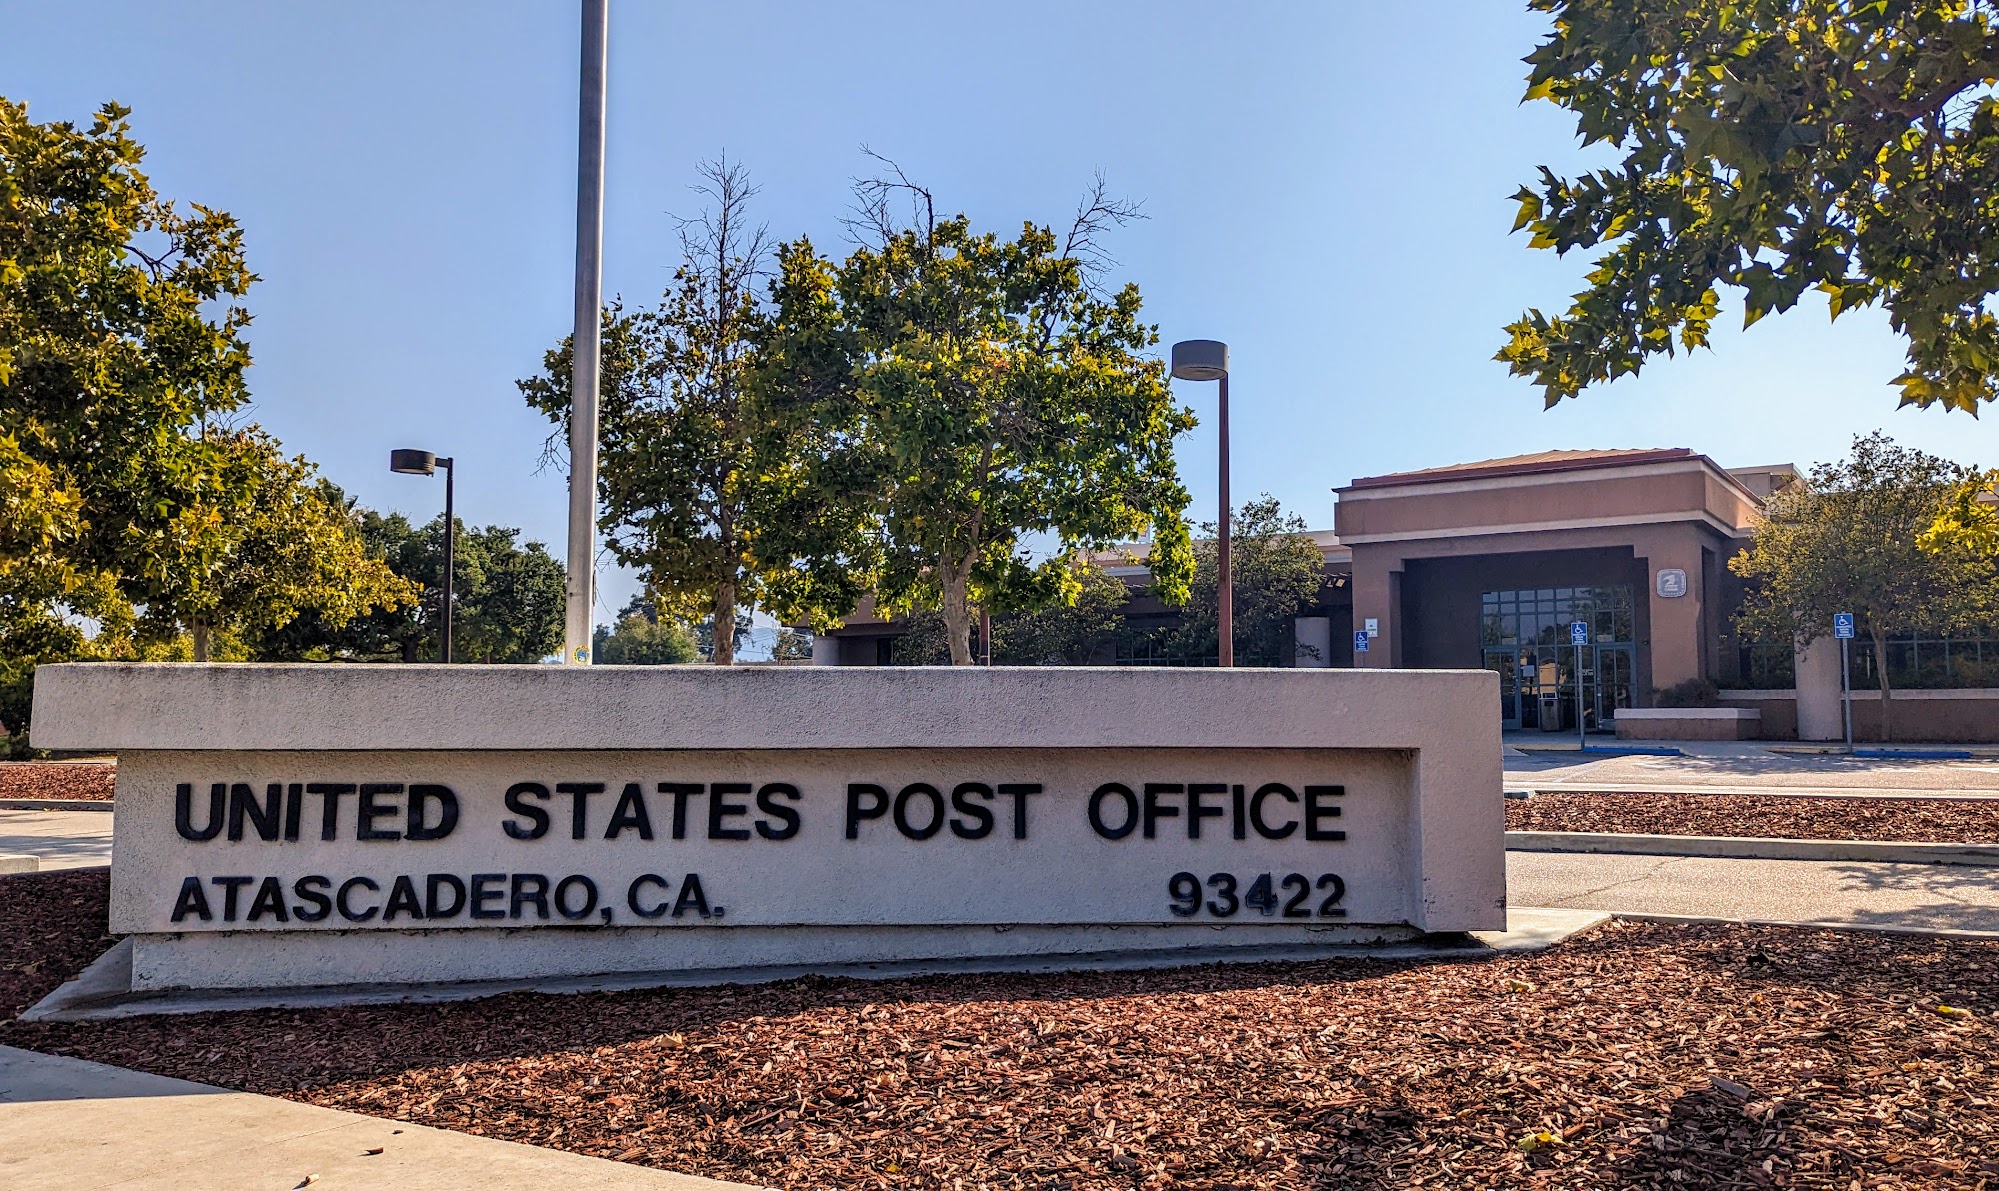 UNITED STATES POST OFFICE
ATASCADERO, CA. 93422